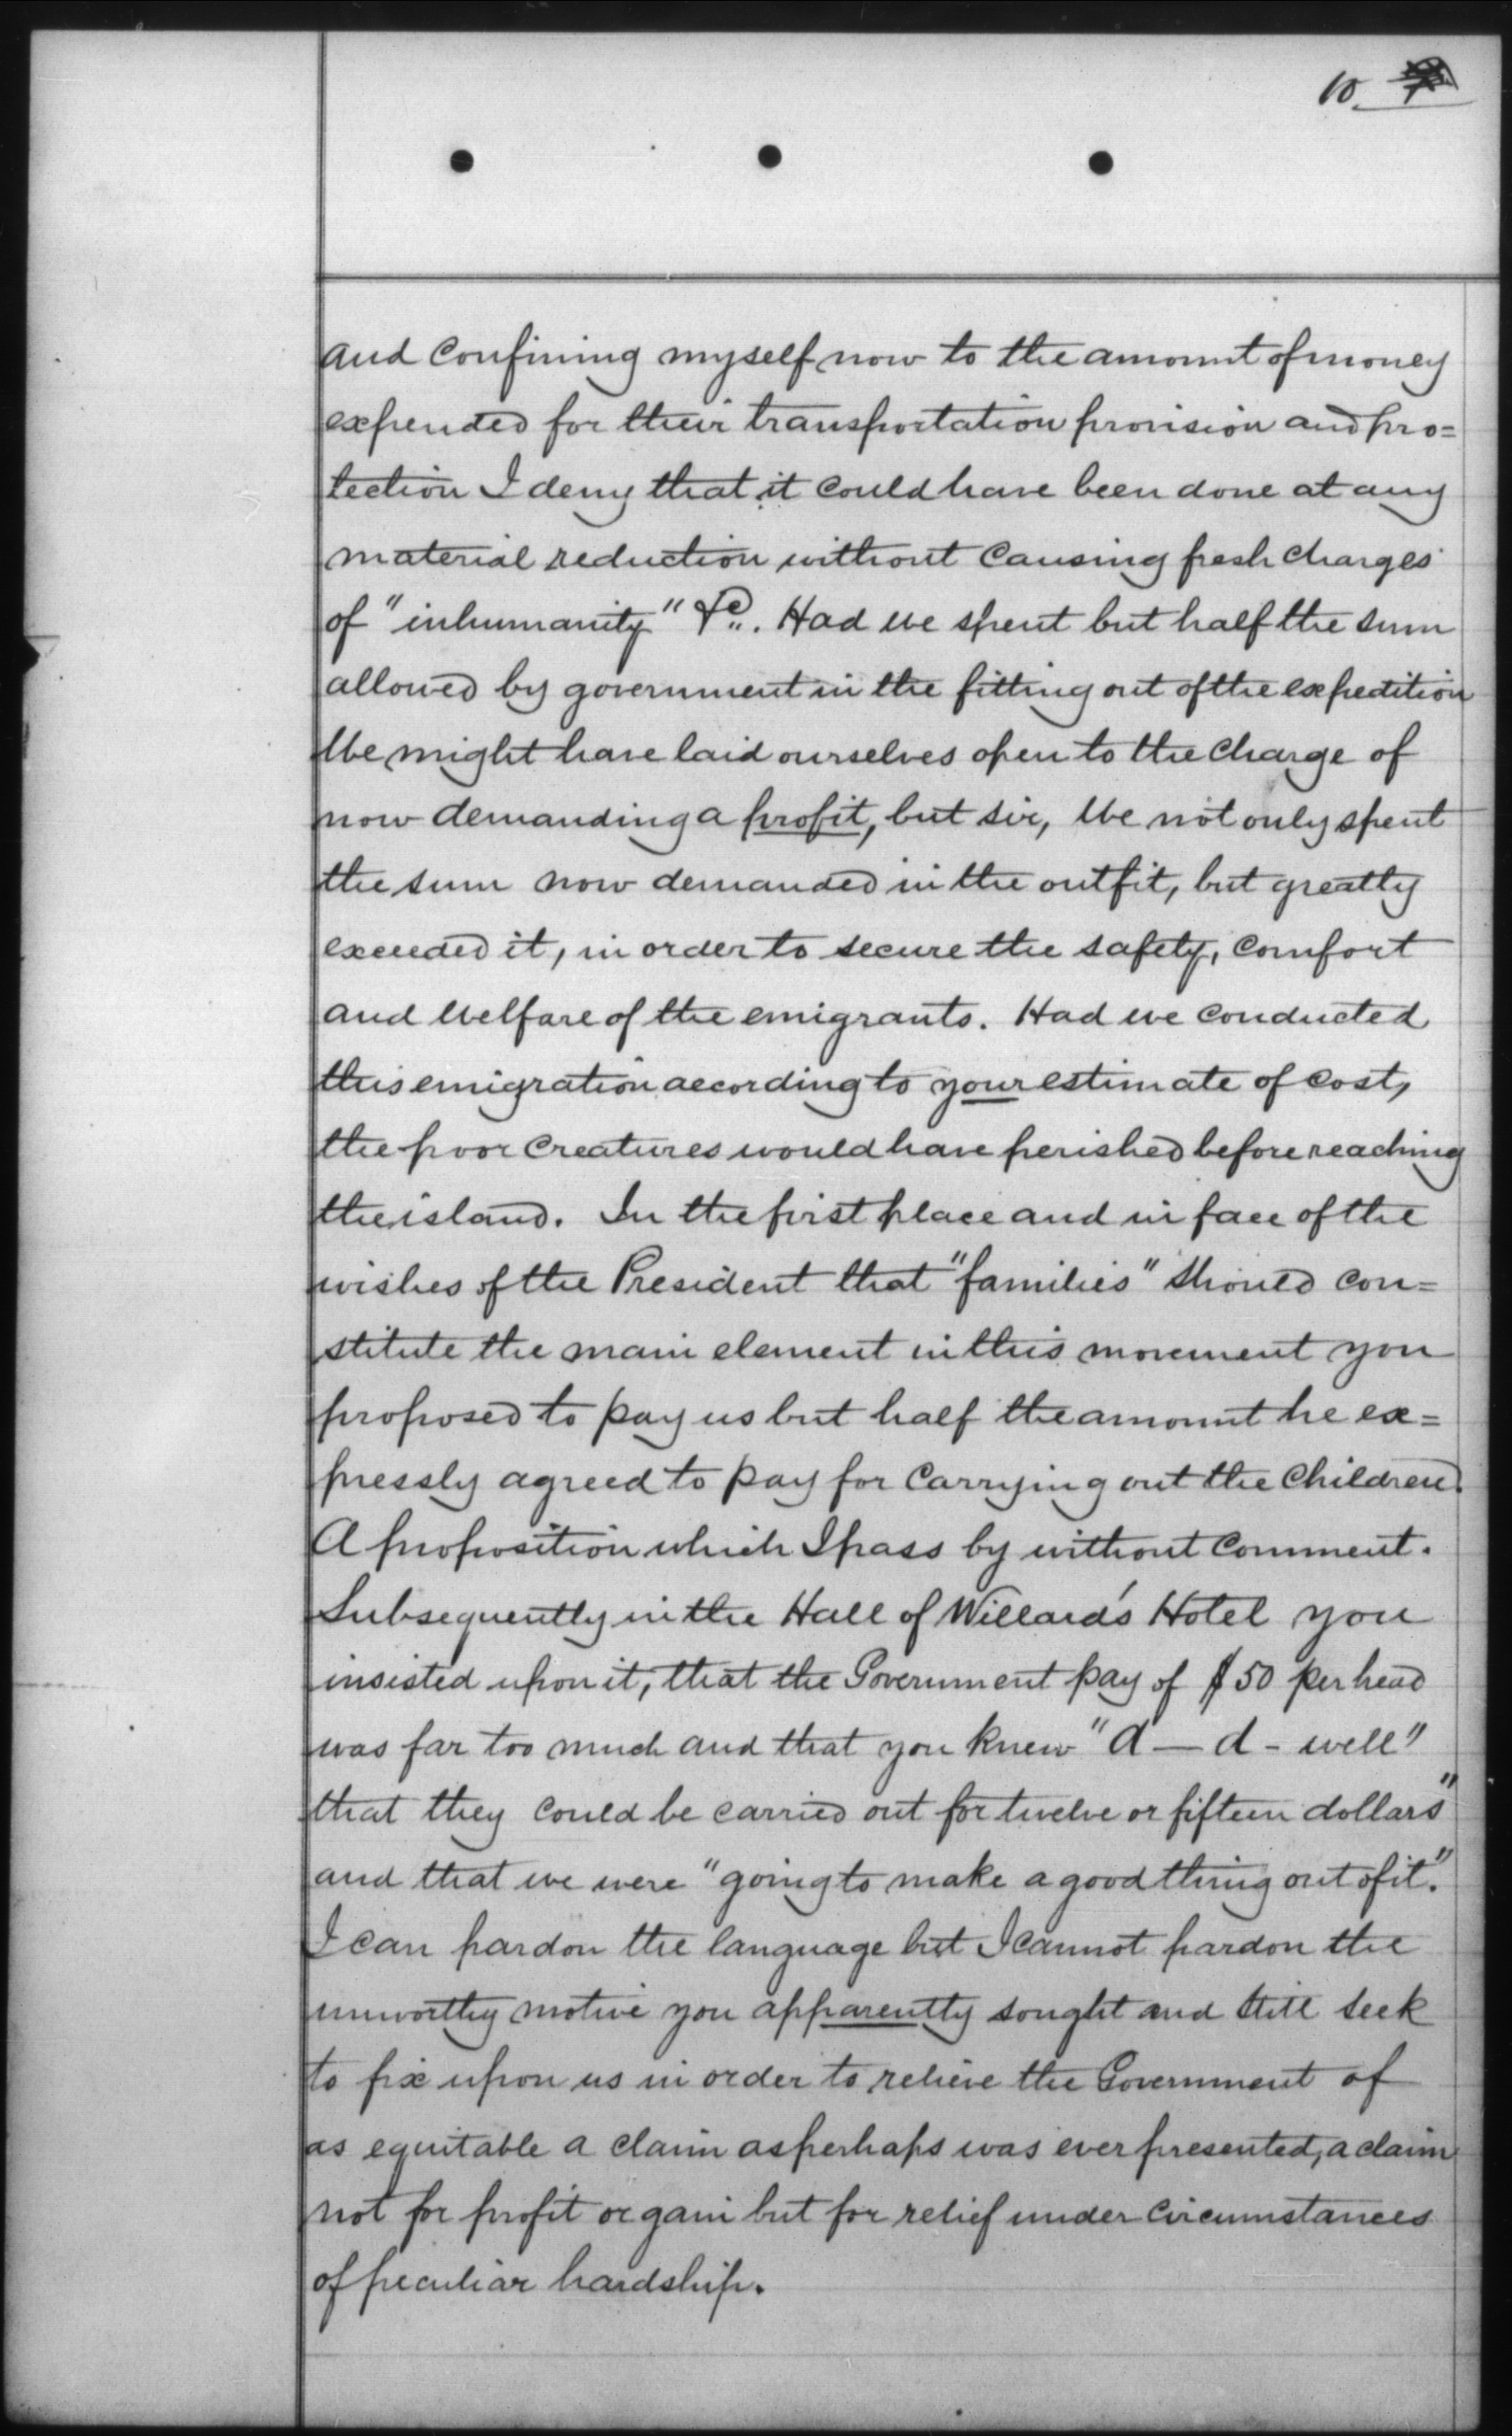 10
and confining myself now to the amount of money
expended for their transportation provision and pro=
tection I deny that it could have been done at any
material reduction without causing fresh charges
of "inhumanity" &c. Had we spent but half the sum
allowed by government in the fitting out of the expedition
We might have laid ourselves open to the charge of
now demanding a profit, but sir, We not only spent
the sum now demanded in the outfit, but greatly
exceeded it, in order to secure the safety, comfort
and Welfare of the emigrants. Had we conducted
this emigration according to your estimate of cost,
the poor creatures would have perished before reaching
the island. In the first place and in face of the
wishes of the President that "families" should con=
stitute the main element in this movement you
proposed to pay us but half the amount he ex=
pressly agreed to pay for carrying out the Children.
A proposition which I pass by without comment.
Subsequently in the Hall of Willard's Hotel you
insisted upon it, that the Government pay of $50 per head
was far too much and that you knew "d — d - well"
that they could be carried out for twelve or fifteen dollars"
and that we were "going to make a good thing out of it."
I can pardon the language but I cannot pardon the
unworthy motive you apparently sought and still seek
to fix upon us in order to relieve the Government of
as equitable a claim as perhaps was ever presented, a claim
not for profit or gain but for relief under circumstances
of peculiar hardship.